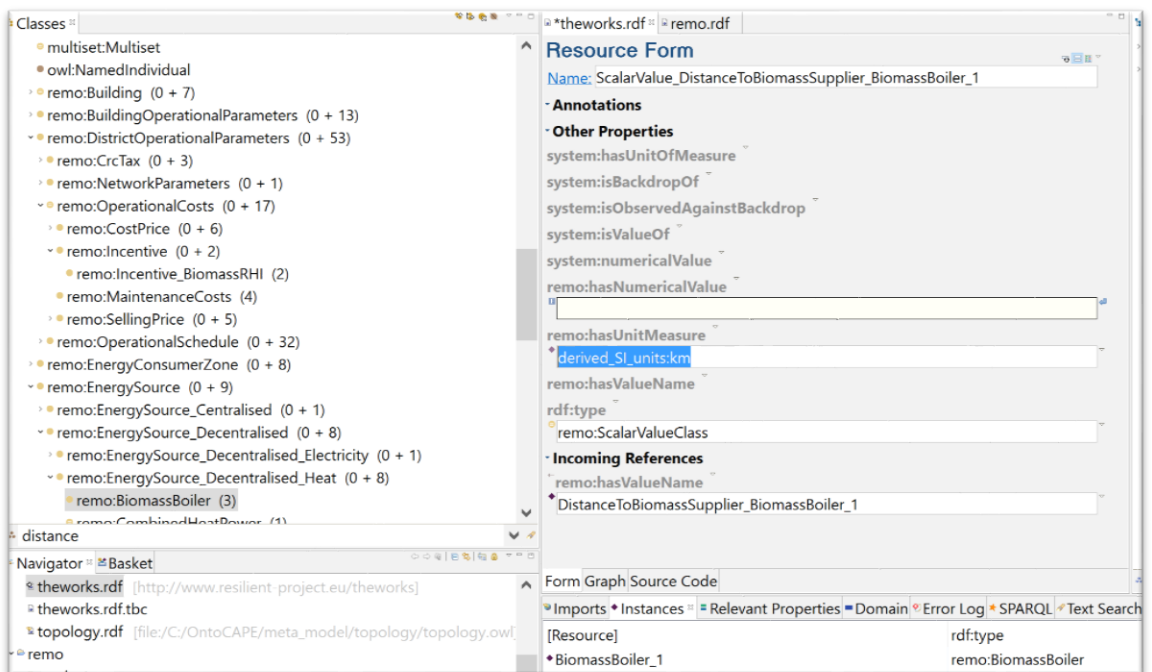 Classes
multiset:Multiset
owl:NamedIndividual
remo:Building (0 + 7)
remo:BuildingOperationalParameters (0 + 13)
remo:DistrictOperationalParameters (0 + 53)
remo:CrcTax (0 + 3)
remo:NetworkParameters (0 + 1)
remo:OperationalCosts (0 + 17)
remo:CostPrice (0 + 6)
remo:Incentive (0 + 2)
remo:Incentive_BiomassRHI (2)
remo:MaintenanceCosts (4)
remo:SellingPrice (0 + 5)
remo:OperationalSchedule (0 + 32)
remo:EnergyConsumerZone (0 + 8)
remo:EnergySource (0 + 9)
remo:EnergySource_Centralised (0 + 1)
remo:EnergySource_Decentralised (0 + 8)
remo:EnergySource_Decentralised_Electricity (0 + 1)
remo:EnergySource_Decentralised_Heat (0 + 8)
remo:BiomassBoiler (3)
remo:CombinedHeatPower (1)
distance
Navigator Basket
theworks.rdf [http://www.resilient-project.eu/theworks]
theworks.rdf.tbc
topology.rdf [file:/C:/OntoCAPE/meta_model/topology/topology.owl]
remo
*theworks.rdf remo.rdf
Resource Form
Name: ScalarValue_DistanceToBiomassSupplier_BiomassBoiler_1
Annotations
Other Properties
system:hasUnitOfMeasure
system:isBackdropOf
system:isObservedAgainstBackdrop
system:isValueOf
system:numericalValue
remo:hasNumericalValue
remo:hasUnitMeasure
derived_SI_units:km
remo:hasValueName
rdf:type
remo:ScalarValueClass
Incoming References
remo:hasValueName
DistanceToBiomassSupplier_BiomassBoiler_1
Form Graph Source Code
Imports Instances Relevant Properties Domain Error Log SPARQL Text Search
[Resource] rdf:type
BiomassBoiler_1 remo:BiomassBoiler